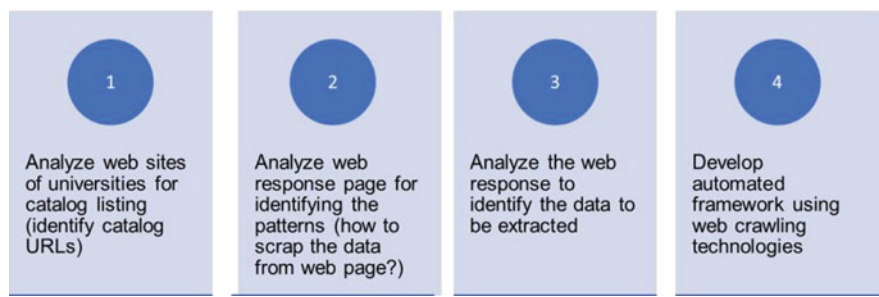 1
Analyze web sites
of universities for
catalog listing
(identify catalog
URLs)
2
Analyze web
response page for
identifying the
patterns (how to
scrap the data
from web page?)
3
Analyze the web
response to
identify the data to
be extracted
4
Develop
automated
framework using
web crawling
technologies